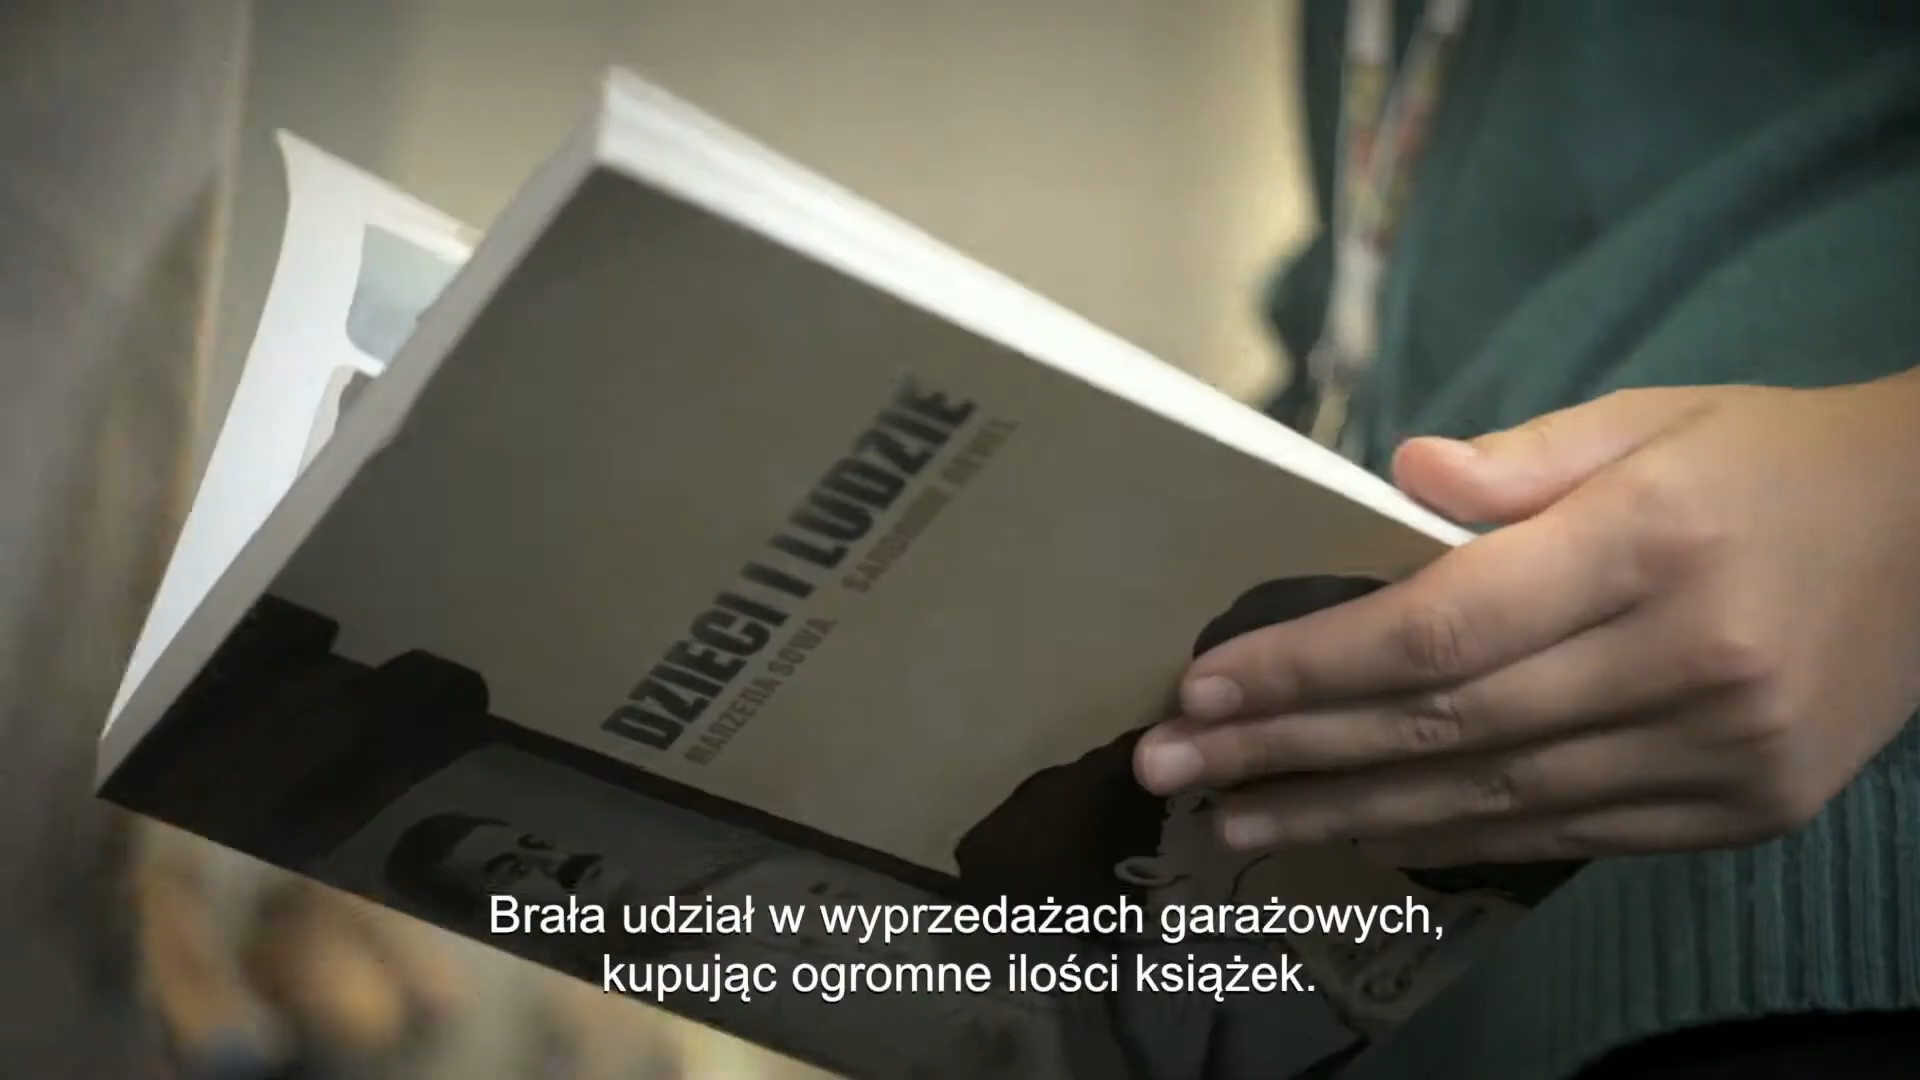 DZIECI I LUDZIE
MARZENA SOWA.
Brała udział w wyprzedażach garażowych,
kupując ogromne ilości książek.